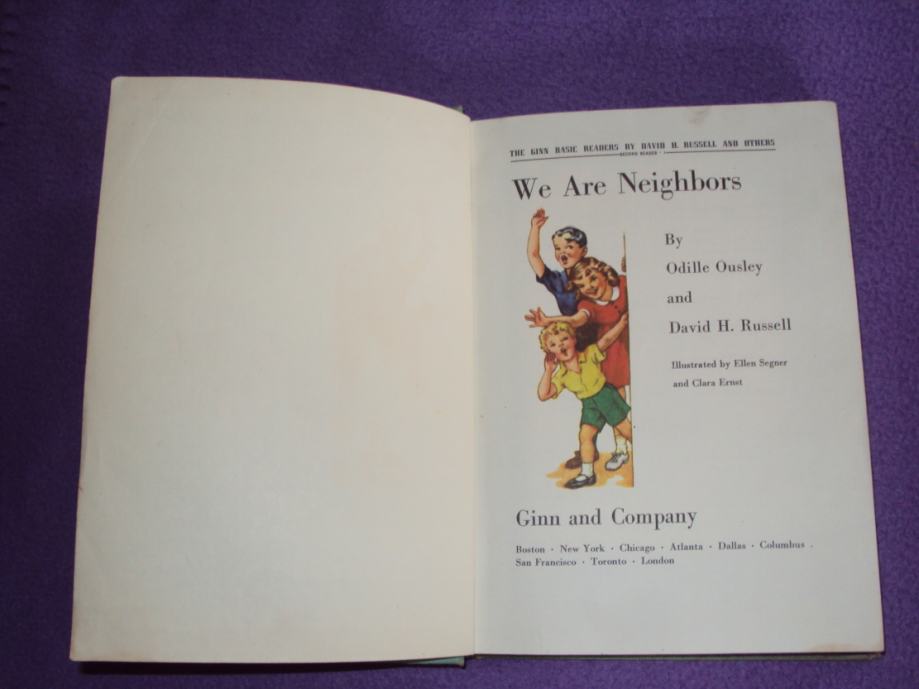 THE GINN BASIC READERS BY DAVID H. RUSSELL AND OTHERS
SECOND READER
We Are Neighbors
By
Odille Ousley
and
David H. Russell
Illustrated by Ellen Segner
and Clara Ernst
Ginn and Company
Boston · New York · Chicago · Atlanta · Dallas · Columbus ·
San Francisco · Toronto · London